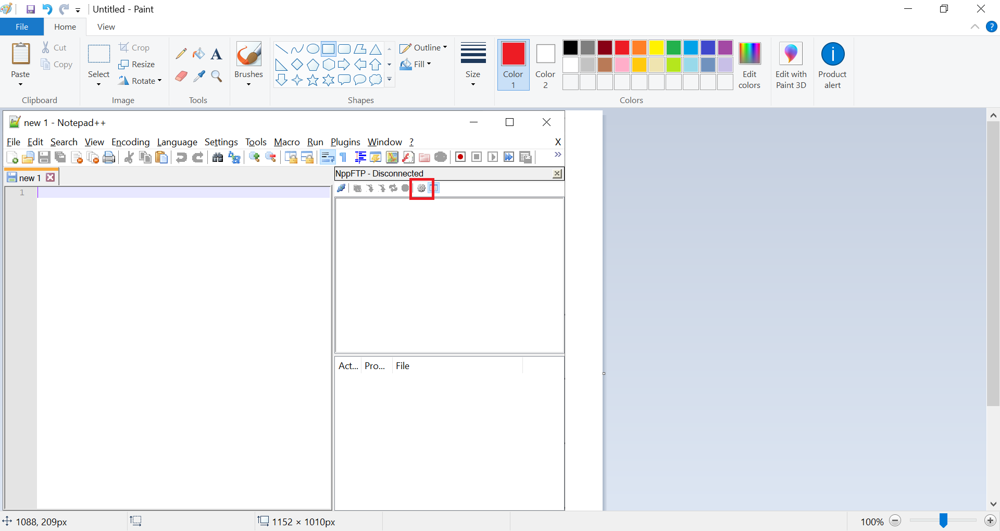 Untitled - Paint
File Home View
Paste
Cut
Copy
Clipboard
Select
Crop
Resize
Rotate
Image
A
Tools
Brushes
Shapes
Outline
Fill
Size
Color
1
Color
2
Colors
Edit
colors
Edit with
Paint 3D
Product
alert
new 1 - Notepad++
File Edit Search View Encoding Language Settings Tools Macro Run Plugins Window ? X
new 1
1
NppFTP - Disconnected
Act... Pro... File
1088, 209px
1152 × 1010px
100%